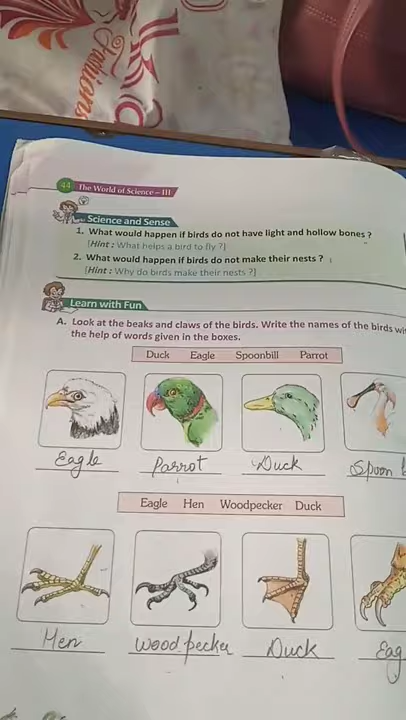 Fashions
44 The World of Science - III
Science and Sense
1. What would happen if birds do not have light and hollow bones ?
[Hint : What helps a bird to fly ?]
2. What would happen if birds do not make their nests ?
[Hint : Why do birds make their nests ?]
Learn with Fun
A. Look at the beaks and claws of the birds. Write the names of the birds
the help of words given in the boxes.
Duck Eagle Spoonbill Parrot
Eagle Parrot Duck Spoon
Eagle Hen Woodpecker Duck
Hen Woodpecker Duck Eag